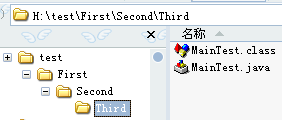 H:\test\First\Second\Third
名称
test
First
Second
Third
MainTest.class
MainTest.java